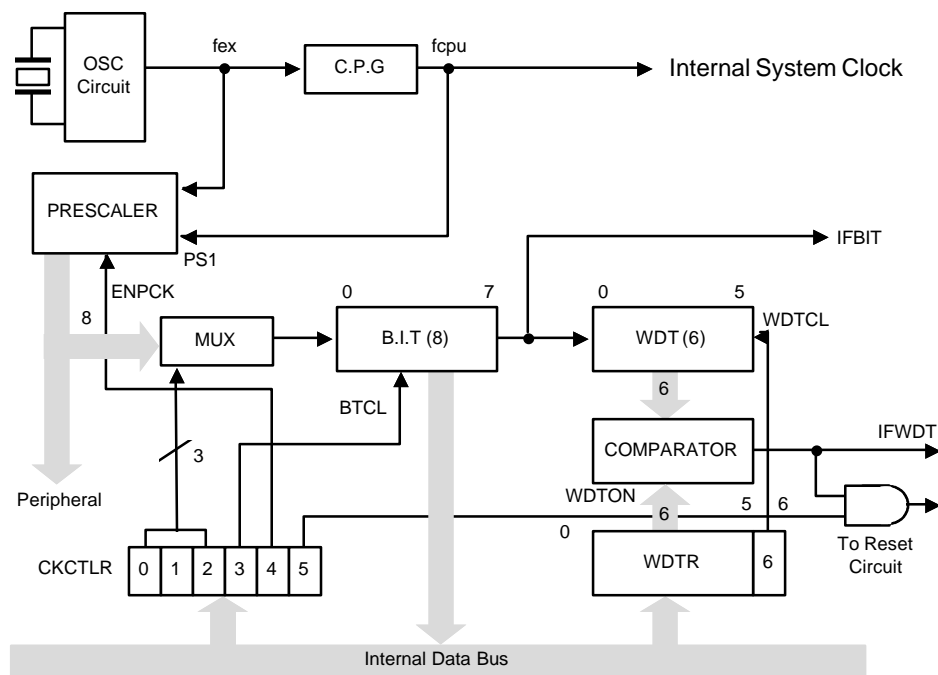 OSC
Circuit
fex
C.P.G
fcpu
Internal System Clock
PRESCALER
PS1
ENPCK
8
MUX
0 7
B.I.T (8)
IFBIT
0 5
WDT (6)
WDTCL
BTCL
6
3
COMPARATOR
IFWDT
Peripheral
WDTON
6
5 6
0
To Reset
Circuit
CKCTLR
0 1 2 3 4 5
WDTR
6
Internal Data Bus